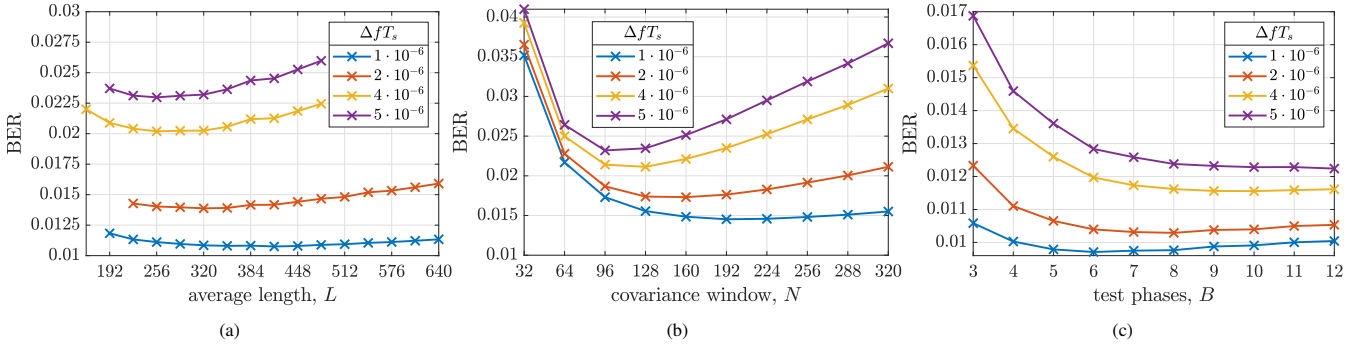 0.03
0.0275
0.025
0.0225
0.02
0.0175
0.015
0.0125
0.01
BER
192 256 320 384 448 512 576 640
average length, L
ΔfTₛ
1 · 10⁻⁶
2 · 10⁻⁶
4 · 10⁻⁶
5 · 10⁻⁶
(a)
0.04
0.035
0.03
0.025
0.02
0.015
0.01
BER
32 64 96 128 160 192 224 256 288 320
covariance window, N
ΔfTₛ
1 · 10⁻⁶
2 · 10⁻⁶
4 · 10⁻⁶
5 · 10⁻⁶
(b)
0.017
0.016
0.015
0.014
0.013
0.012
0.011
0.01
BER
3 4 5 6 7 8 9 10 11 12
test phases, B
ΔfTₛ
1 · 10⁻⁶
2 · 10⁻⁶
4 · 10⁻⁶
5 · 10⁻⁶
(c)